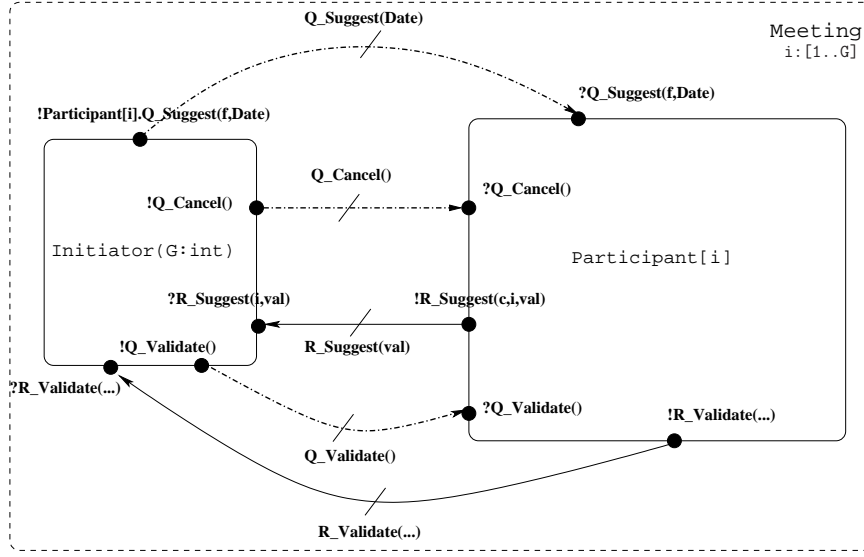 Q_Suggest(Date)
Meeting
i:[1..G]
?Q_Suggest(f,Date)
!Participant[i].Q_Suggest(f,Date)
Q_Cancel()
?Q_Cancel()
!Q_Cancel()
Initiator(G:int)
Participant[i]
?R_Suggest(i,val)
!R_Suggest(c,i,val)
!Q_Validate()
R_Suggest(val)
?R_Validate(...)
?Q_Validate()
!R_Validate(...)
Q_Validate()
R_Validate(...)